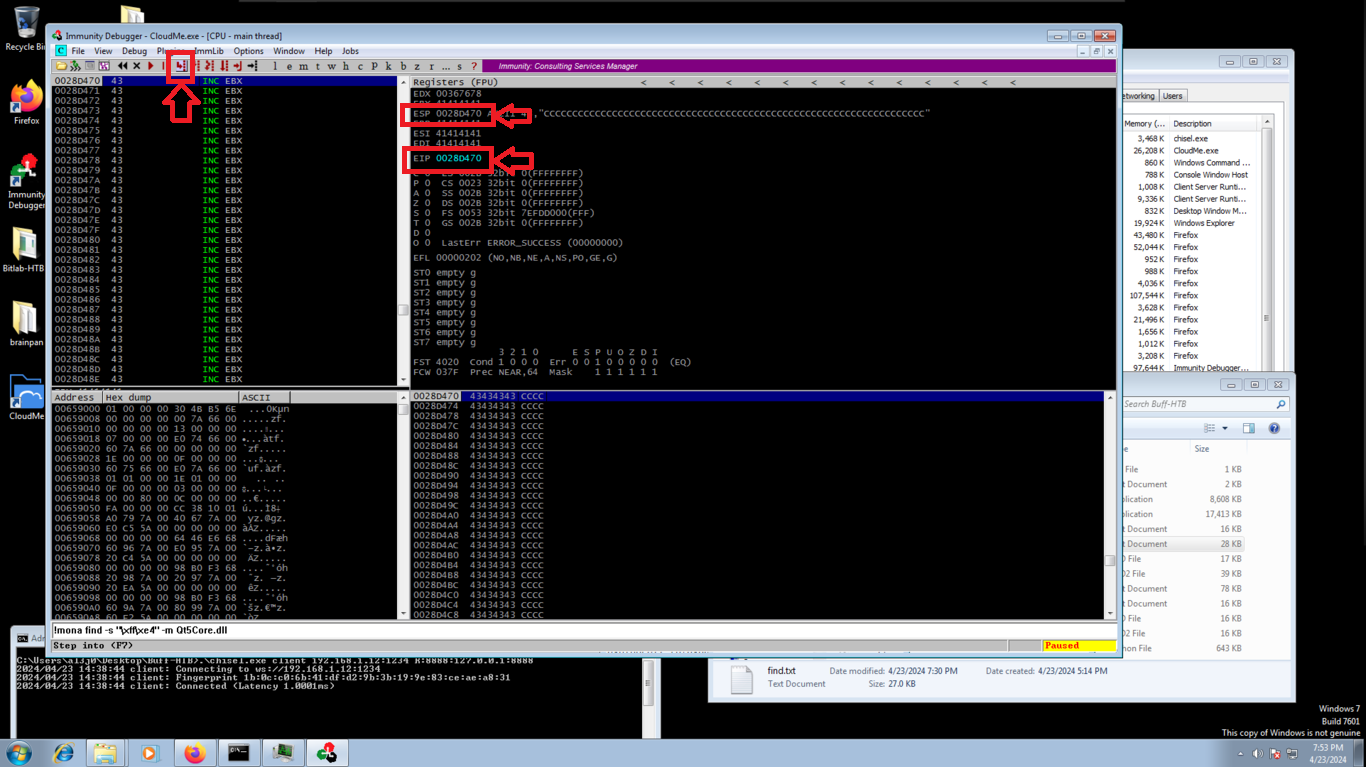 Recycle Bin
Firefox
Immunity
Debugger
Bitlab-HTB
brainpan
CloudMe
Immunity Debugger - CloudMe.exe - [CPU - main thread]
C File View Debug ImmLib Options Window Help Jobs
l e m t w h c P k b z r ... s ?
Immunity: Consulting Services Manager
0028D470 43 INC EBX
0028D471 43 INC EBX
0028D472 43 INC EBX
0028D473 43 INC EBX
0028D474 43 INC EBX
0028D475 43 INC EBX
0028D476 43 INC EBX
0028D477 43 INC EBX
0028D478 43 INC EBX
0028D479 43 INC EBX
0028D47A 43 INC EBX
0028D47B 43 INC EBX
0028D47C 43 INC EBX
0028D47D 43 INC EBX
0028D47E 43 INC EBX
0028D47F 43 INC EBX
0028D480 43 INC EBX
0028D481 43 INC EBX
0028D482 43 INC EBX
0028D483 43 INC EBX
0028D484 43 INC EBX
0028D485 43 INC EBX
0028D486 43 INC EBX
0028D487 43 INC EBX
0028D488 43 INC EBX
0028D489 43 INC EBX
0028D48A 43 INC EBX
0028D48B 43 INC EBX
0028D48C 43 INC EBX
0028D48D 43 INC EBX
0028D48E 43 INC EBX
Registers (FPU) < < < < < < < < < < <
EDX 00367678
ESP 0028D470
ESI 41414141
EDI 41414141
EIP 0028D470
P 0 CS 0023 32bit 0(FFFFFFFF)
A 0 SS 002B 32bit 0(FFFFFFFF)
Z 0 DS 002B 32bit 0(FFFFFFFF)
S 0 FS 0053 32bit 7EFDD000(FFF)
T 0 GS 002B 32bit 0(FFFFFFFF)
D 0
O 0 LastErr ERROR_SUCCESS (00000000)
EFL 00000202 (NO,NB,NE,A,NS,PO,GE,G)
ST0 empty g
ST1 empty g
ST2 empty g
ST3 empty g
ST4 empty g
ST5 empty g
ST6 empty g
ST7 empty g
3 2 1 0 E S P U O Z D I
FST 4020 Cond 1 0 0 0 Err 0 0 1 0 0 0 0 0 (EQ)
FCW 037F Prec NEAR,64 Mask 1 1 1 1 1 1
Address Hex dump ASCII
00659000 01 00 00 00 30 4B B5 6E
00659008 00 00 00 00 00 7A 66 00
00659010 00 00 00 00 13 00 00 00
00659018 07 00 00 00 E0 74 66 00
00659020 60 7A 66 00 00 00 00 00
00659028 1E 00 00 00 0F 00 00 00
00659030 60 75 66 00 E0 7A 66 00
00659038 01 01 00 00 1E 01 00 00
00659040 0F 00 00 00 03 00 00 00
00659048 00 00 80 00 0C 00 00 00
00659050 FA 00 00 00 CC 38 10 01
00659058 A0 79 7A 00 40 67 7A 00
00659060 E0 C5 5A 00 00 00 00 00
00659068 00 00 00 00 64 46 E6 68
00659070 60 96 7A 00 E0 95 7A 00
00659078 20 C4 5A 00 00 00 00 00
00659080 00 00 00 00 98 B0 F3 68
00659088 20 98 7A 00 20 97 7A 00
00659090 20 EA 5A 00 00 00 00 00
00659098 00 00 00 00 98 B0 F3 68
006590A0 60 9A 7A 00 80 99 7A 00
0028D470 43434343 CCCC
0028D474 43434343 CCCC
0028D478 43434343 CCCC
0028D47C 43434343 CCCC
0028D480 43434343 CCCC
0028D484 43434343 CCCC
0028D488 43434343 CCCC
0028D48C 43434343 CCCC
0028D490 43434343 CCCC
0028D494 43434343 CCCC
0028D498 43434343 CCCC
0028D49C 43434343 CCCC
0028D4A0 43434343 CCCC
0028D4A4 43434343 CCCC
0028D4A8 43434343 CCCC
0028D4AC 43434343 CCCC
0028D4B0 43434343 CCCC
0028D4B4 43434343 CCCC
0028D4B8 43434343 CCCC
0028D4BC 43434343 CCCC
0028D4C0 43434343 CCCC
0028D4C4 43434343 CCCC
0028D4C8 43434343 CCCC
!mona find -s "\xff\xe4" -m Qt5Core.dll
Step into (F7) Paused
etworking Users
Memory (... Description
3,468 K chisel.exe
26,208 K CloudMe.exe
860 K Windows Command ...
788 K Console Window Host
1,008 K Client Server Runti...
9,336 K Client Server Runti...
832 K Desktop Window M...
19,924 K Windows Explorer
43,480 K Firefox
52,044 K Firefox
952 K Firefox
988 K Firefox
4,036 K Firefox
107,544 K Firefox
3,628 K Firefox
21,496 K Firefox
1,656 K Firefox
1,012 K Firefox
3,208 K Firefox
97,644 K Immunity Debugger...
Search Buff-HTB
Size
File 1 KB
t Document 2 KB
plication 8,608 KB
plication 17,413 KB
t Document 16 KB
t Document 28 KB
File 17 KB
2 File 39 KB
t Document 78 KB
t Document 16 KB
File 16 KB
2 File 643 KB
hon File 643 KB
find.txt Date modified: 4/23/2024 7:30 PM Date created: 4/23/2024 5:14 PM
Text Document Size: 27.0 KB
C:\Users\al3j0\Desktop\Buff-HTB>.\chisel.exe client 192.168.1.12:1234 R:8888:127.0.0.1:8888
2024/04/23 14:38:44 client: Connecting to ws://192.168.1.12:1234
2024/04/23 14:38:44 client: Fingerprint 1b:0c:c0:6b:41:df:d2:9b:3b:19:9e:83:ce:ae:a8:31
2024/04/23 14:38:44 client: Connected (Latency 1.0001ms)
Windows 7
Build 7601
This copy of Windows is not genuine
7:53 PM
4/23/2024